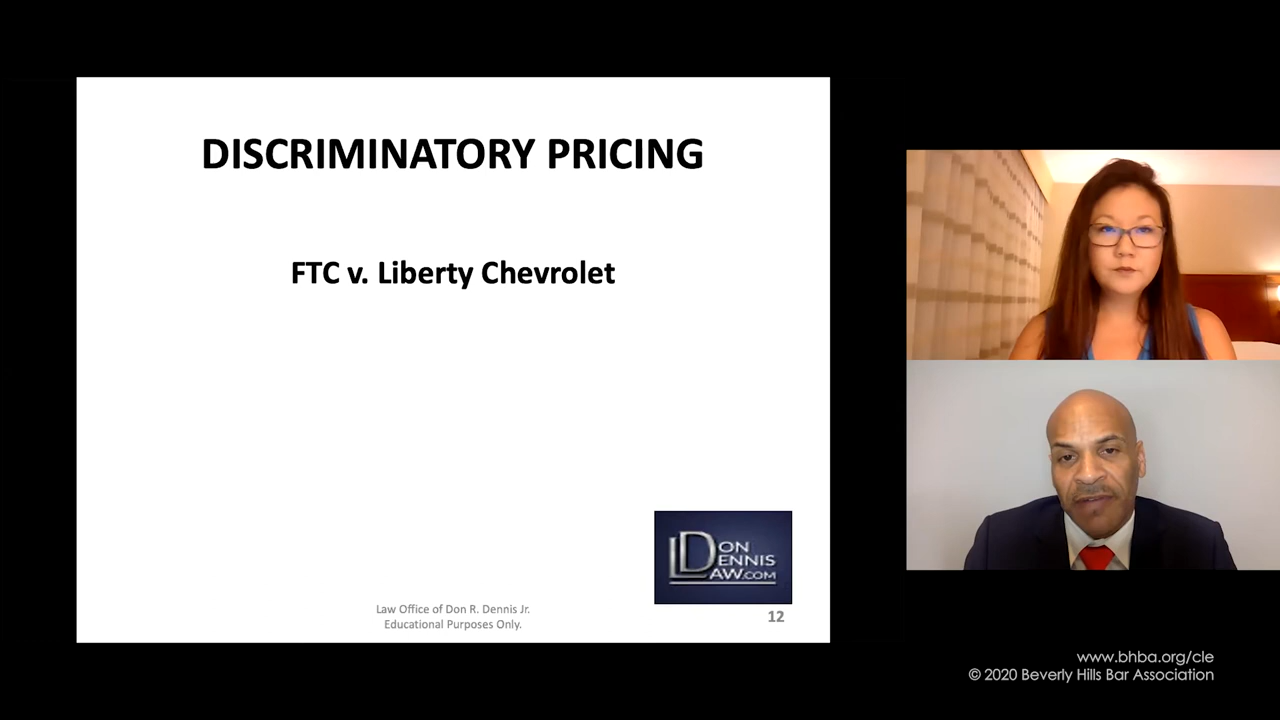 DISCRIMINATORY PRICING
FTC v. Liberty Chevrolet
DON
DENNIS
LAW.COM
Law Office of Don R. Dennis Jr.
Educational Purposes Only.
12
www.bhba.org/cle
© 2020 Beverly Hills Bar Association